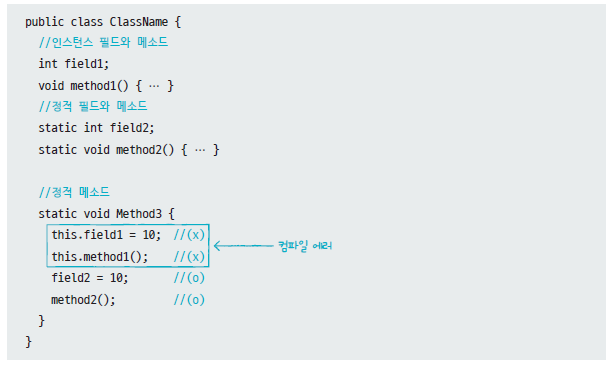 public class ClassName {
//인스턴스 필드와 메소드
int field1;
void method1() { … }
//정적 필드와 메소드
static int field2;
static void method2() { … }
//정적 메소드
static void Method3 {
this.field1 = 10; //(x)
this.method1(); //(x)
컴파일 에러
field2 = 10; //(o)
method2(); //(o)
}
}